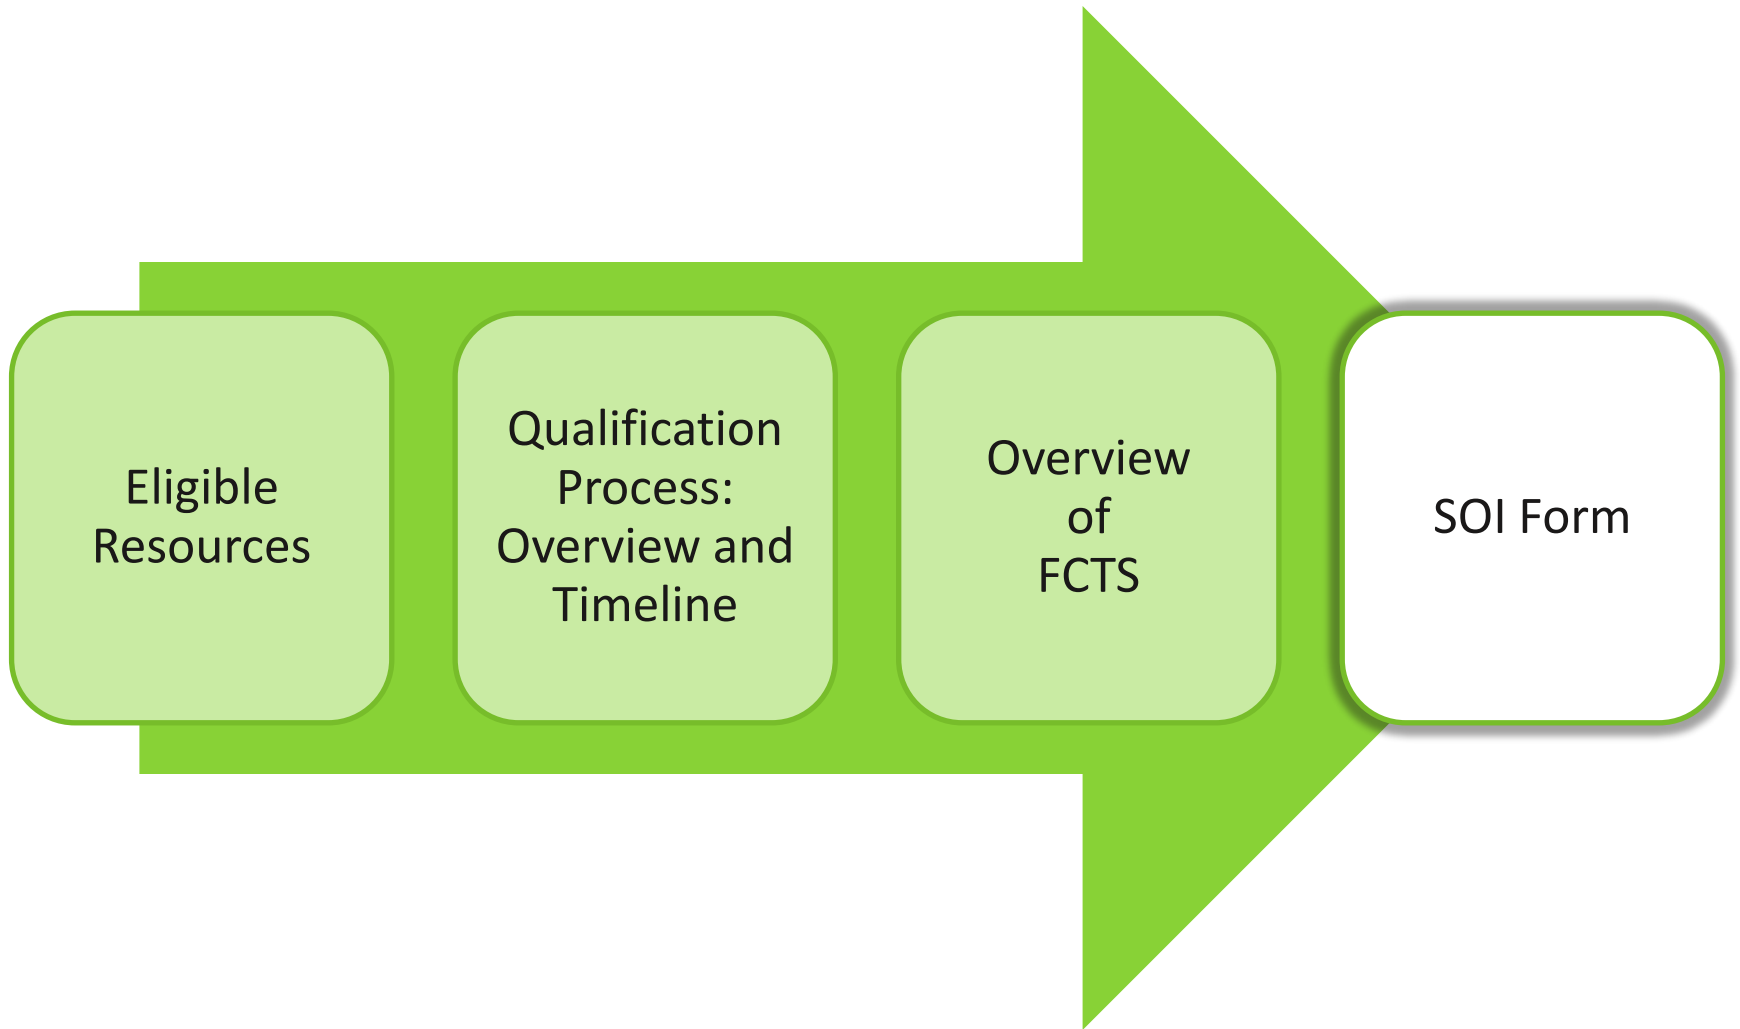 Eligible
Resources
Qualification
Process:
Overview and
Timeline
Overview
of
FCTS
SOI Form